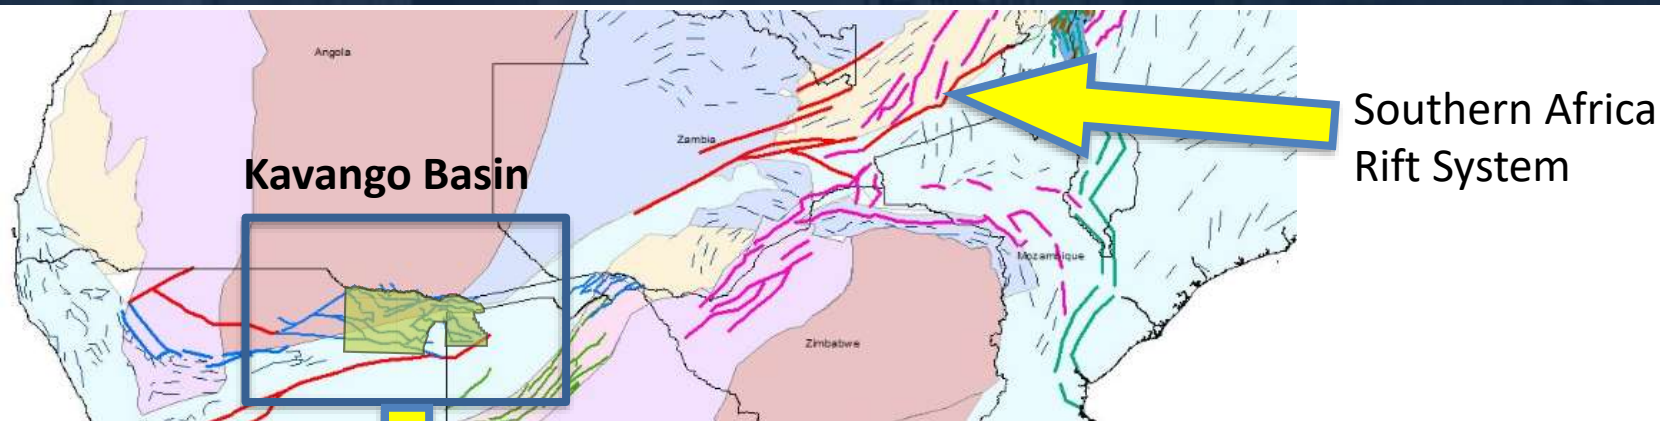 Angola
Zambia
Kavango Basin
Southern Africa
Rift System
Mozambique
Zimbabwe